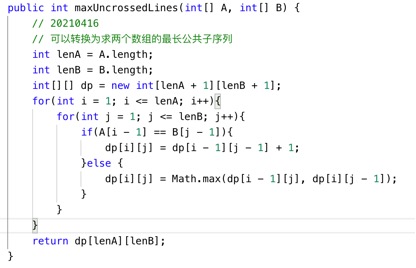 public int maxUncrossedLines(int[] A, int[] B) {
    // 20210416
    // 可以转换为求两个数组的最长公共子序列
    int lenA = A.length;
    int lenB = B.length;
    int[][] dp = new int[lenA + 1][lenB + 1];
    for(int i = 1; i <= lenA; i++){
        for(int j = 1; j <= lenB; j++){
            if(A[i - 1] == B[j - 1]){
                dp[i][j] = dp[i - 1][j - 1] + 1;
            }else {
                dp[i][j] = Math.max(dp[i - 1][j], dp[i][j - 1]);
            }
        }
    }
    return dp[lenA][lenB];
}